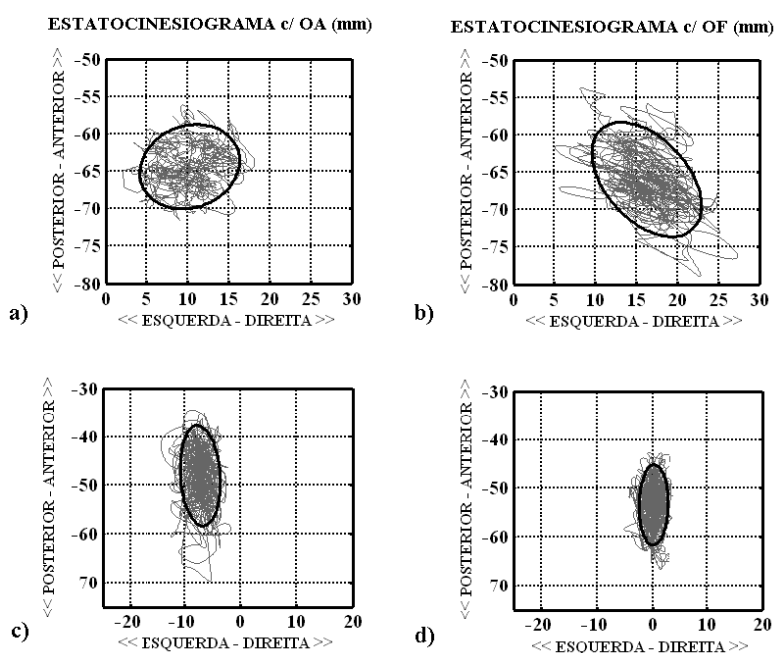 ESTATOCINESIOGRAMA c/ OA (mm)
<< POSTERIOR - ANTERIOR >>
-50
-55
-60
-65
-70
-75
-80
0 5 10 15 20 25 30
<< ESQUERDA - DIREITA >>
a)
ESTATOCINESIOGRAMA c/ OF (mm)
<< POSTERIOR - ANTERIOR >>
-50
-55
-60
-65
-70
-75
-80
0 5 10 15 20 25 30
<< ESQUERDA - DIREITA >>
b)
<< POSTERIOR - ANTERIOR >>
-30
-40
-50
-60
70
-20 -10 0 10 20
<< ESQUERDA - DIREITA >>
c)
<< POSTERIOR - ANTERIOR >>
-30
-40
-50
-60
70
-20 -10 0 10 20
<< ESQUERDA - DIREITA >>
d)